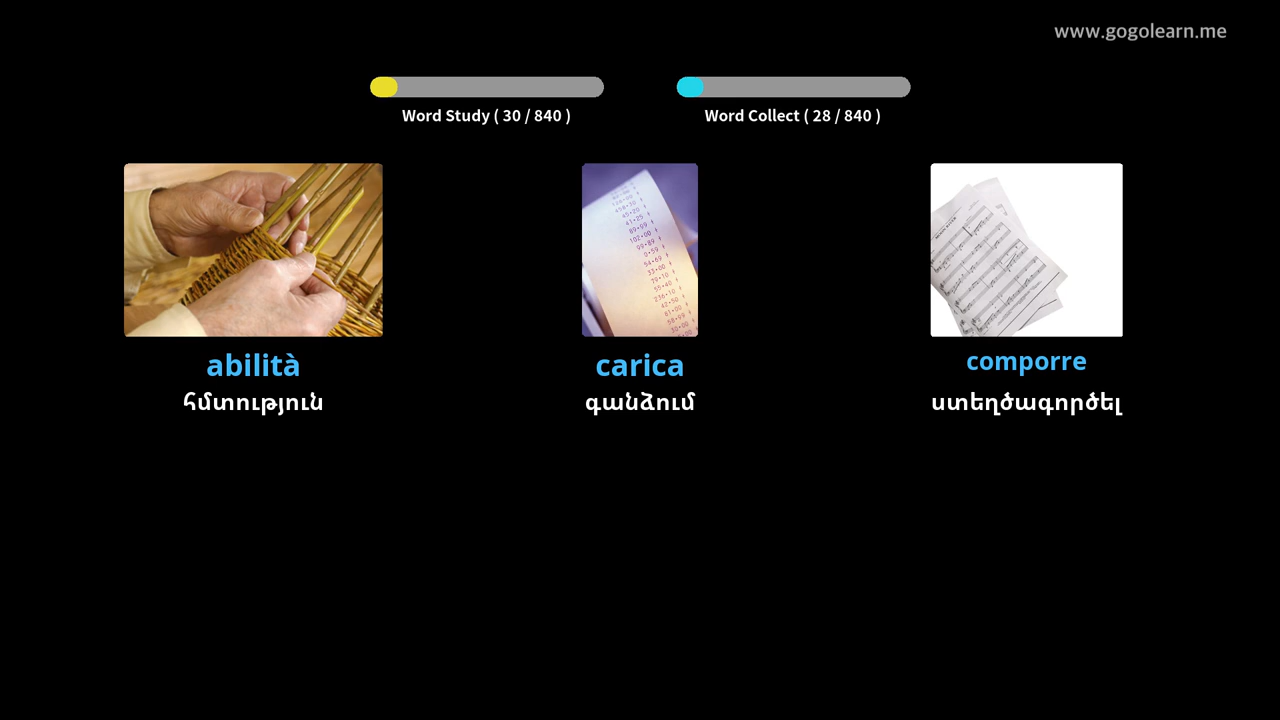 www.gogolearn.me
Word Study ( 30 / 840 )
Word Collect ( 28 / 840 )
abilità
carica
comporre
հմտություն
գանձում
ստեղծագործել